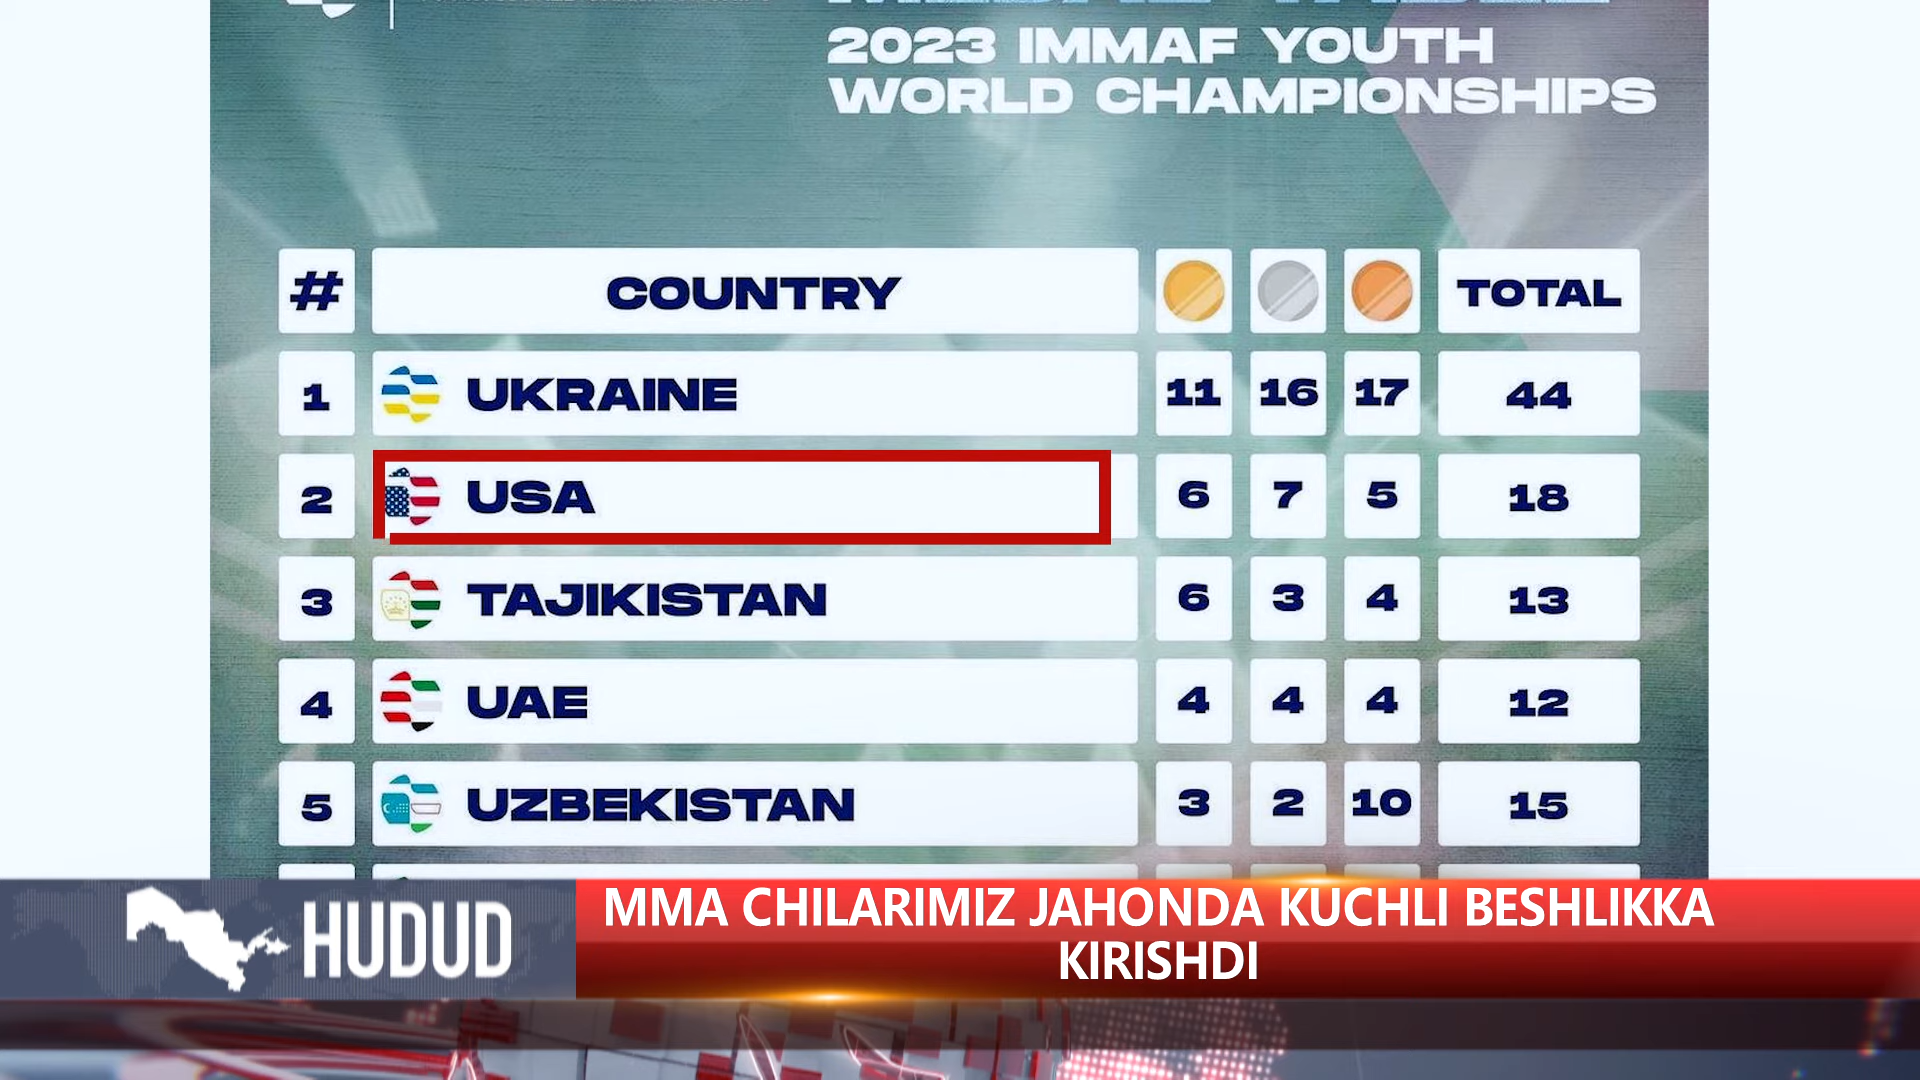 MEDAL TABLE
2023 IMMAF YOUTH
WORLD CHAMPIONSHIPS
# COUNTRY TOTAL
1 UKRAINE 11 16 17 44
2 USA 6 7 5 18
3 TAJIKISTAN 6 3 4 13
4 UAE 4 4 4 12
5 UZBEKISTAN 3 2 10 15
HUDUD
MMA CHILARIMIZ JAHONDA KUCHLI BESHLIKKA
KIRISHDI